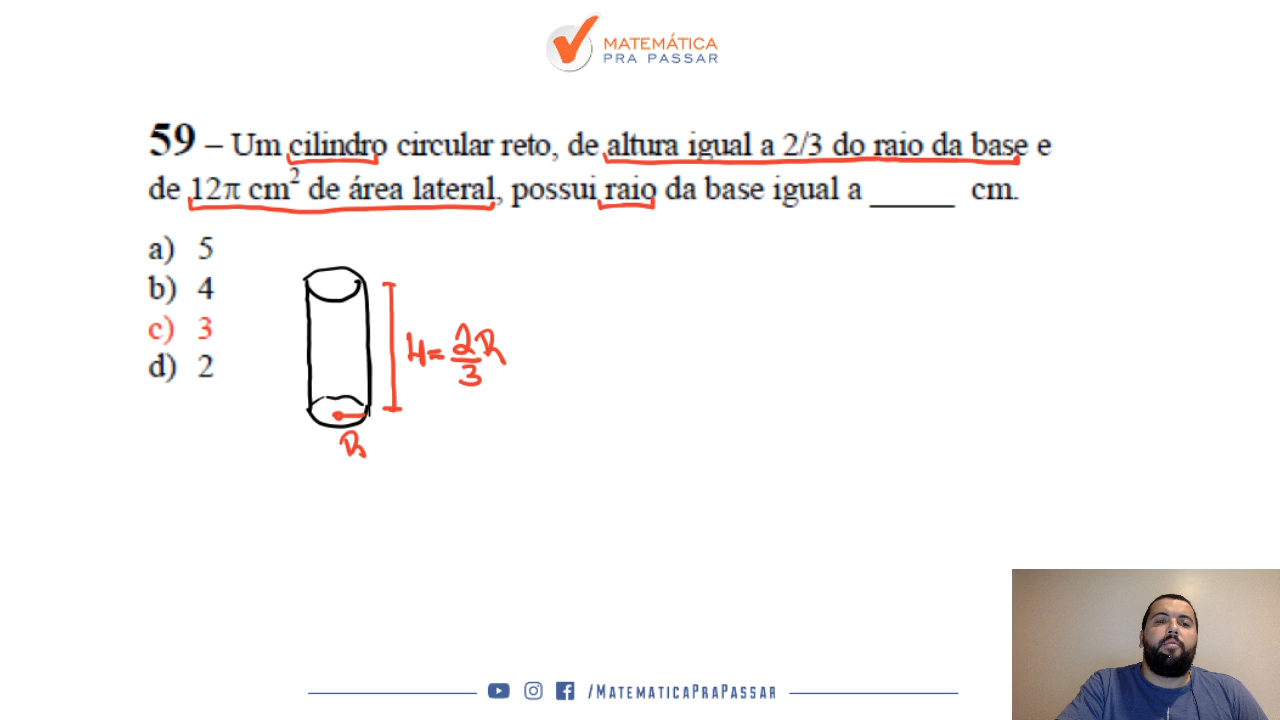 MATEMÁTICA
PRA PASSAR
59 – Um cilindro circular reto, de altura igual a 2/3 do raio da base e
de 12π cm² de área lateral, possui raio da base igual a ______ cm.
a) 5
b) 4
c) 3
d) 2
H = 2/3 R
R
/MATEMATICAPRAPASSAR